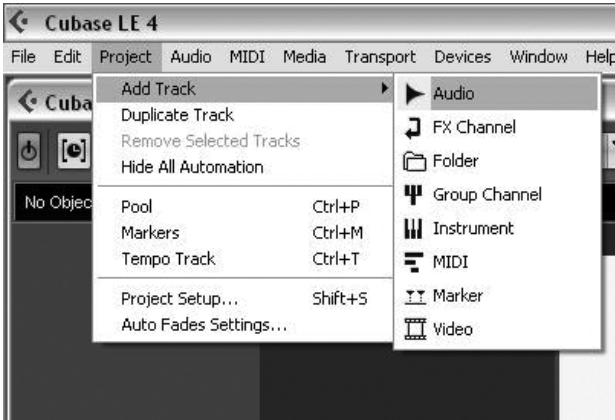 Cubase LE 4
File Edit Project Audio MIDI Media Transport Devices Window Help
Cuba
No Objec
Add Track
Duplicate Track
Remove Selected Tracks
Hide All Automation
Pool Ctrl+P
Markers Ctrl+M
Tempo Track Ctrl+T
Project Setup... Shift+S
Auto Fades Settings...
Audio
FX Channel
Folder
Group Channel
Instrument
MIDI
Marker
Video